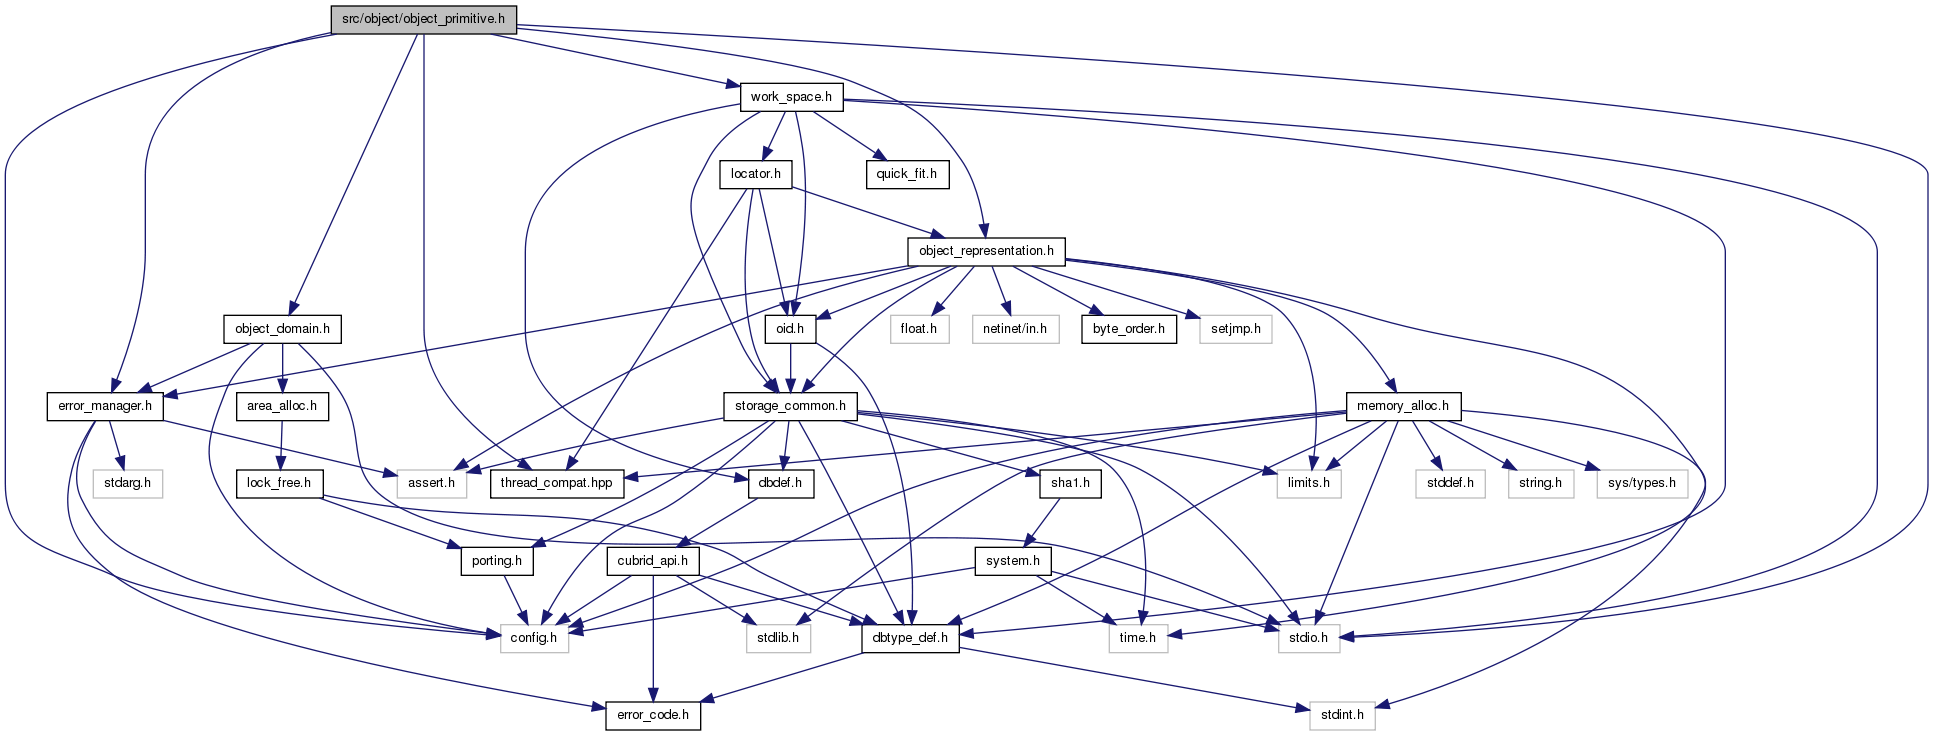 src/object/object_primitive.h
work_space.h
locator.h
quick_fit.h
object_representation.h
object_domain.h
oid.h
float.h
netinet/in.h
byte_order.h
setjmp.h
error_manager.h
area_alloc.h
storage_common.h
memory_alloc.h
stdarg.h
lock_free.h
assert.h
thread_compat.hpp
dbdef.h
sha1.h
limits.h
stddef.h
string.h
sys/types.h
porting.h
cubrid_api.h
system.h
config.h
stdlib.h
dbtype_def.h
time.h
stdio.h
error_code.h
stdint.h